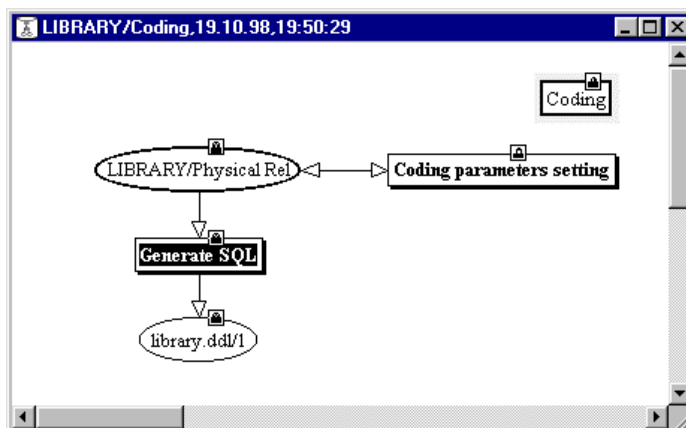 LIBRARY/Coding,19.10.98,19:50:29
Coding
LIBRARY/Physical Rel
Coding parameters setting
Generate SQL
library.ddl/1